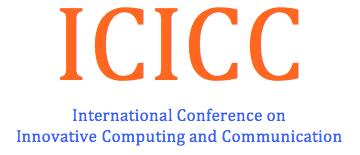 ICICC
International Conference on
Innovative Computing and Communication